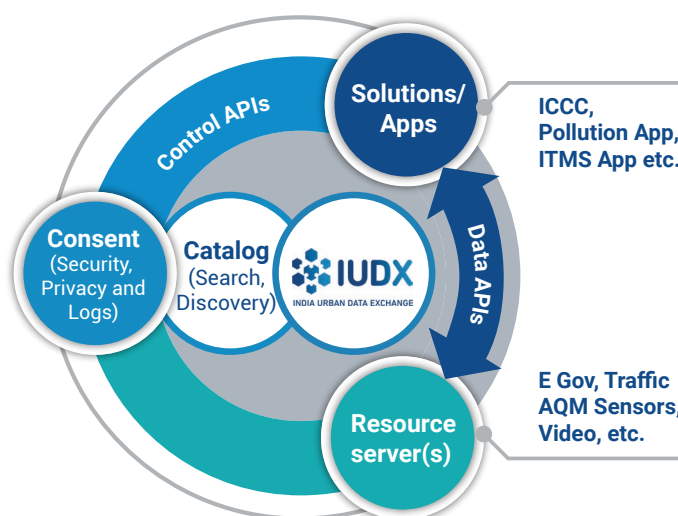 Solutions/
Apps
ICCC,
Pollution App,
ITMS App etc.
Control APIs
Consent
(Security,
Privacy and
Logs)
Catalog
(Search,
Discovery)
IUDX
INDIA URBAN DATA EXCHANGE
Data APIs
Resource
server(s)
E Gov, Traffic
AQM Sensors,
Video, etc.